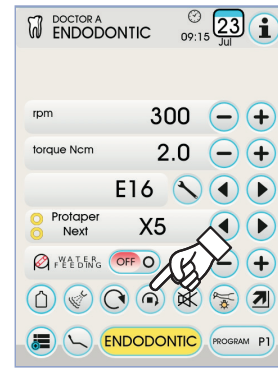 DOCTOR A
ENDODONTIC
09:15
23
Jul
i
rpm 300 - +
torque Ncm 2.0 - +
E16
Protaper Next X5
WATER FEEDING OFF O - +
ENDODONTIC
PROGRAM P1